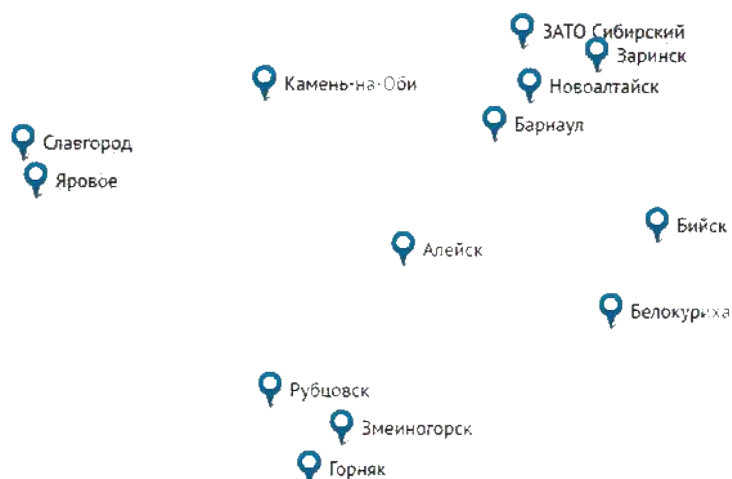 ЗАТО Сибирский
Заринск
Камень-на-Оби
Новоалтайск
Барнаул
Славгород
Яровое
Бийск
Алейск
Белокуриха
Рубцовск
Змеиногорск
Горняк